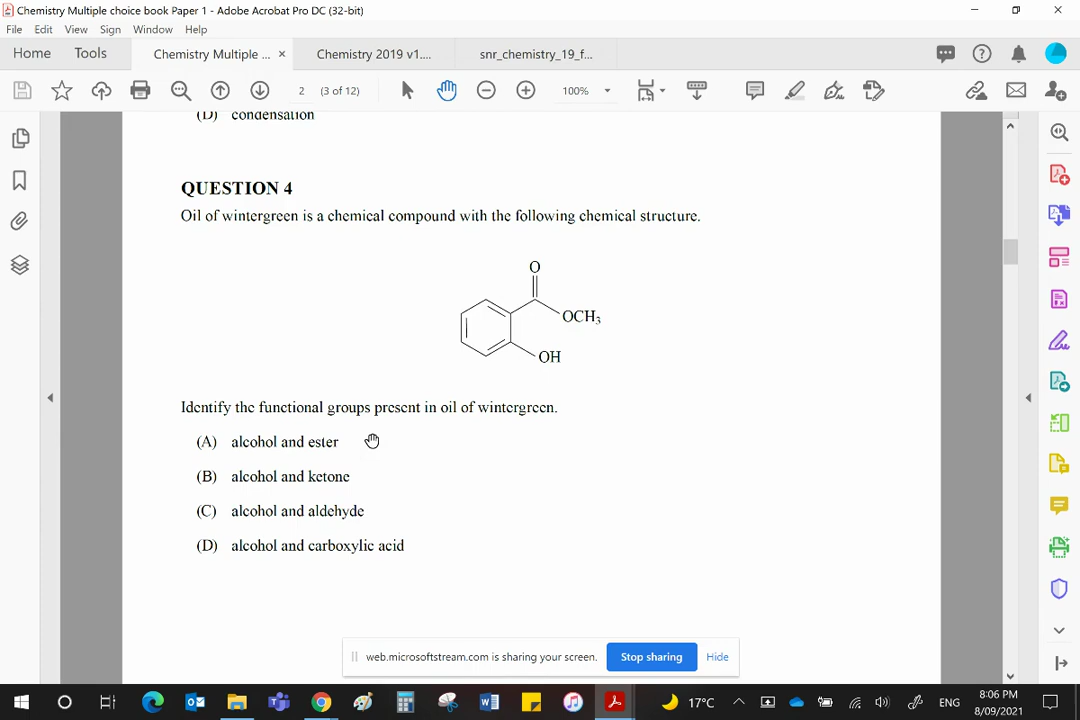 Chemistry Multiple choice book Paper 1 - Adobe Acrobat Pro DC (32-bit)
File Edit View Sign Window Help
Home Tools Chemistry Multiple ... × Chemistry 2019 v1.... snr_chemistry_19_f...
2 (3 of 12) 100%
(D) condensation
QUESTION 4
Oil of wintergreen is a chemical compound with the following chemical structure.
O
OCH₃
OH
Identify the functional groups present in oil of wintergreen.
(A) alcohol and ester
(B) alcohol and ketone
(C) alcohol and aldehyde
(D) alcohol and carboxylic acid
web.microsoftstream.com is sharing your screen. Stop sharing Hide
17°C ENG 8:06 PM
8/09/2021